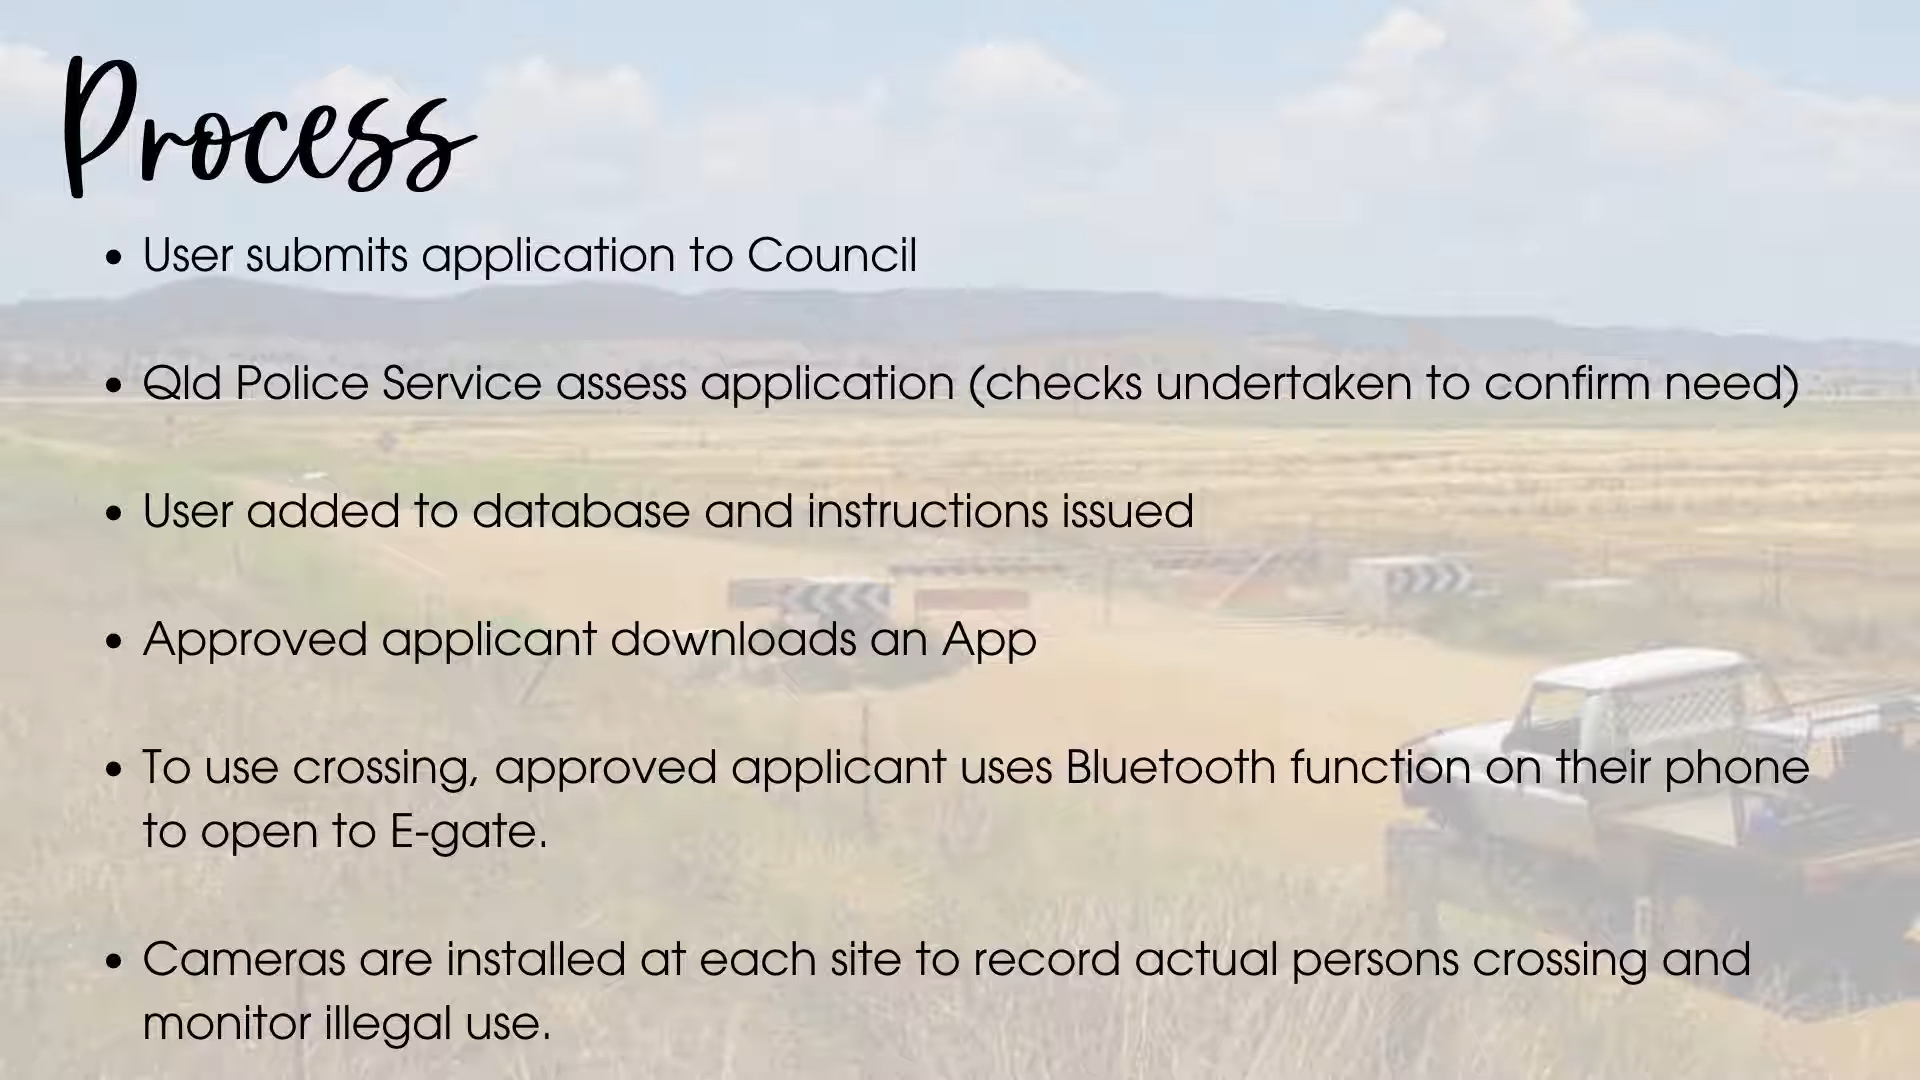 Process
• User submits application to Council
• Qld Police Service assess application (checks undertaken to confirm need)
• User added to database and instructions issued
• Approved applicant downloads an App
• To use crossing, approved applicant uses Bluetooth function on their phone
to open to E-gate.
• Cameras are installed at each site to record actual persons crossing and
monitor illegal use.